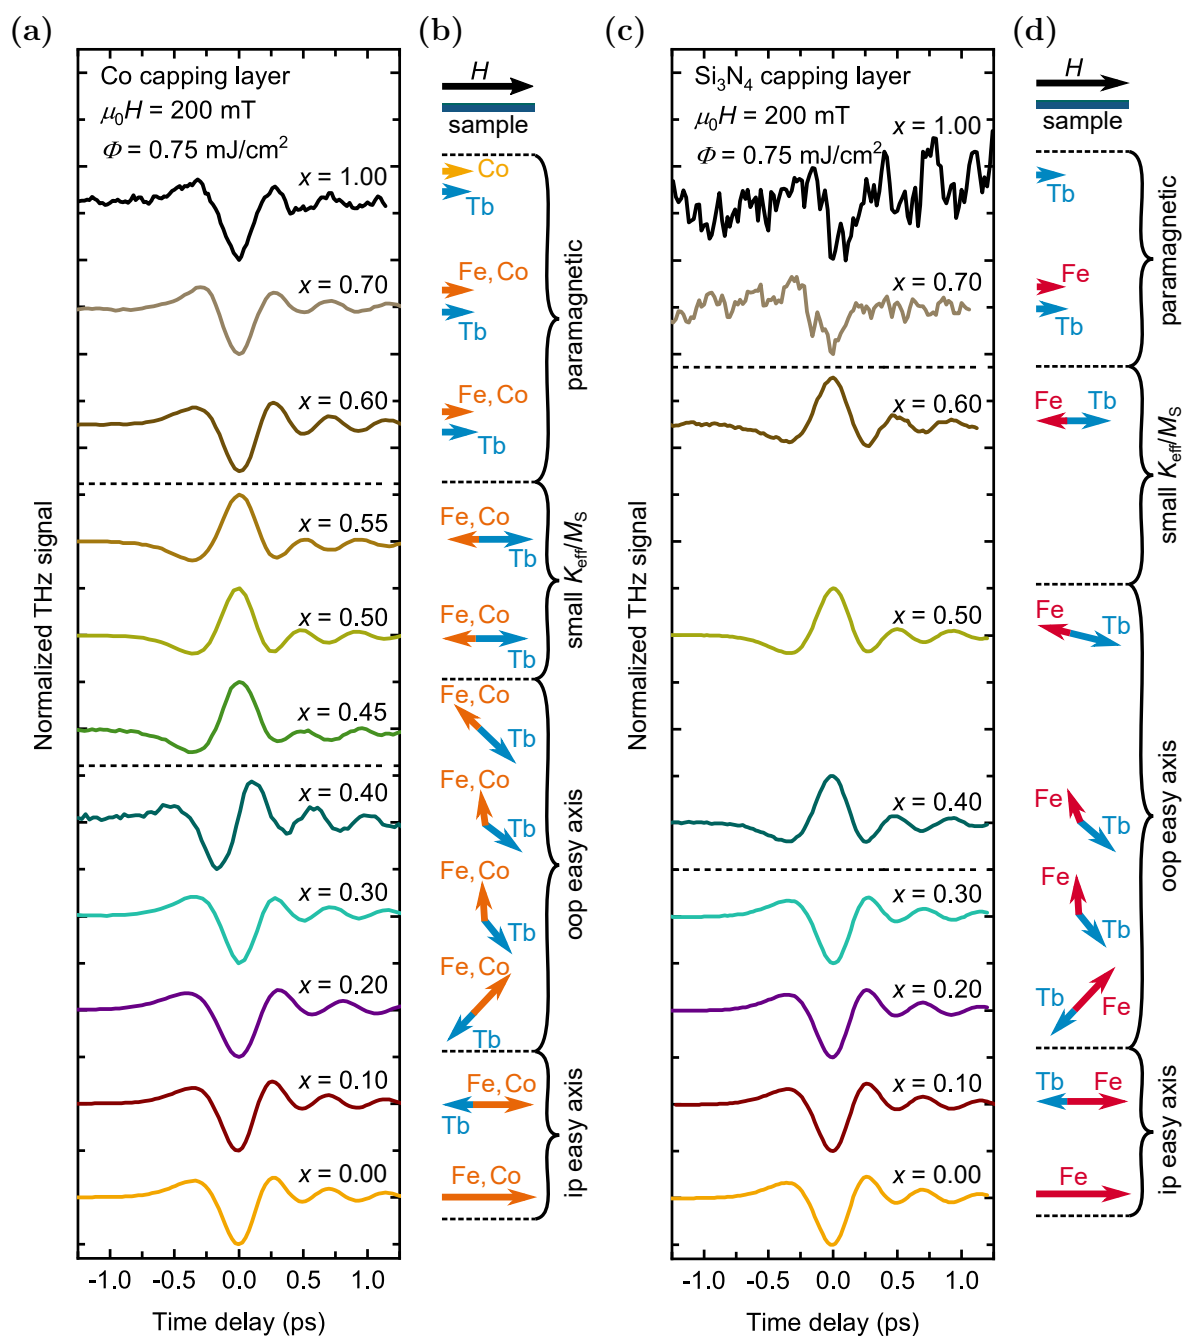 (a)
Co capping layer
μ₀H = 200 mT
Φ = 0.75 mJ/cm²
x = 1.00
x = 0.70
x = 0.60
x = 0.55
x = 0.50
x = 0.45
x = 0.40
x = 0.30
x = 0.20
x = 0.10
x = 0.00
Normalized THz signal
-1.0 -0.5 0.0 0.5 1.0
Time delay (ps)
(b)
H
sample
Co
Tb
Fe, Co
Tb
Fe, Co
Tb
paramagnetic
Fe, Co
Tb
Fe, Co
Tb
small K_eff/M_S
Fe, Co
Tb
Fe, Co
Tb
Fe, Co
Tb
Fe, Co
Tb
oop easy axis
Fe, Co
Tb
Fe, Co
ip easy axis
(c)
Si₃N₄ capping layer
μ₀H = 200 mT
Φ = 0.75 mJ/cm²
x = 1.00
x = 0.70
x = 0.60
x = 0.50
x = 0.40
x = 0.30
x = 0.20
x = 0.10
x = 0.00
Normalized THz signal
-1.0 -0.5 0.0 0.5 1.0
Time delay (ps)
(d)
H
sample
Tb
Fe
Tb
paramagnetic
Fe Tb
small K_eff/M_S
Fe
Tb
Fe
Tb
Fe
Tb
Tb
Fe
oop easy axis
Tb Fe
Fe
ip easy axis